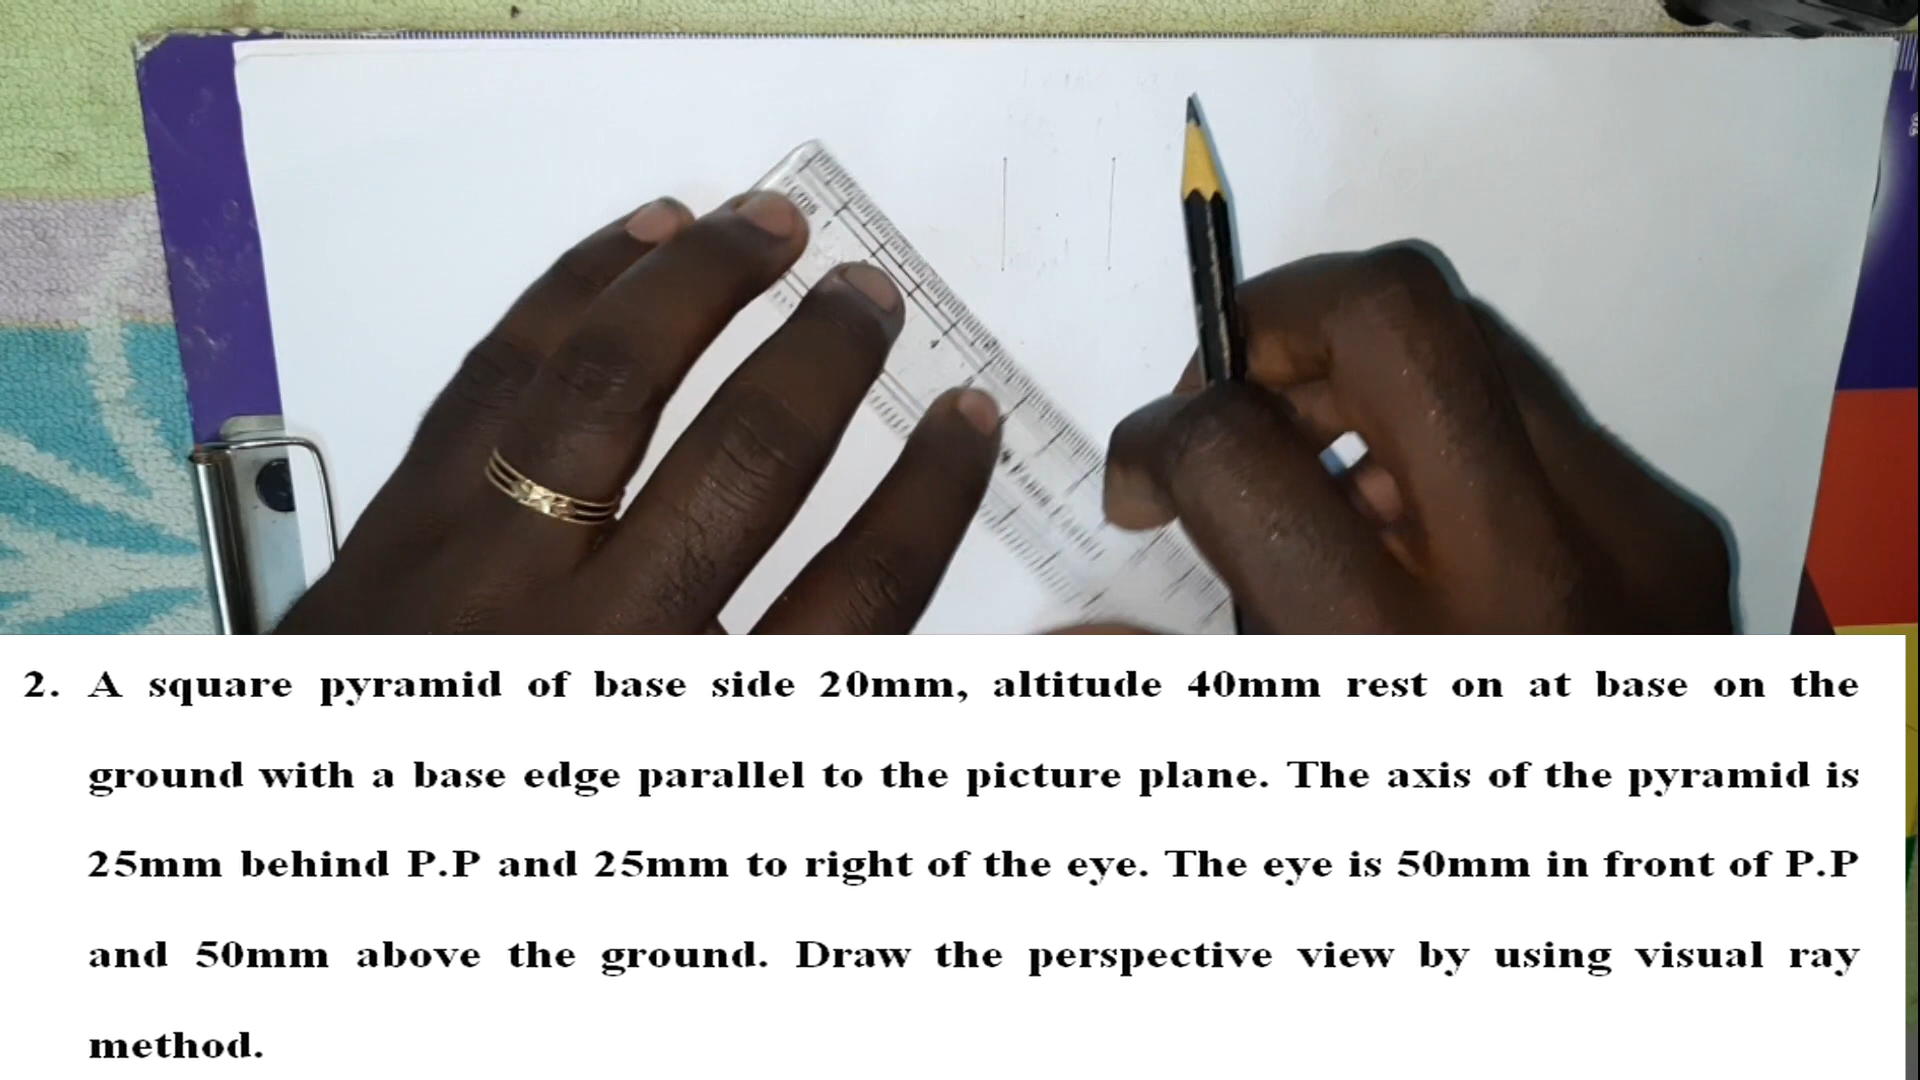 cms 1
4
2. A square pyramid of base side 20mm, altitude 40mm rest on at base on the
ground with a base edge parallel to the picture plane. The axis of the pyramid is
25mm behind P.P and 25mm to right of the eye. The eye is 50mm in front of P.P
and 50mm above the ground. Draw the perspective view by using visual ray
method.